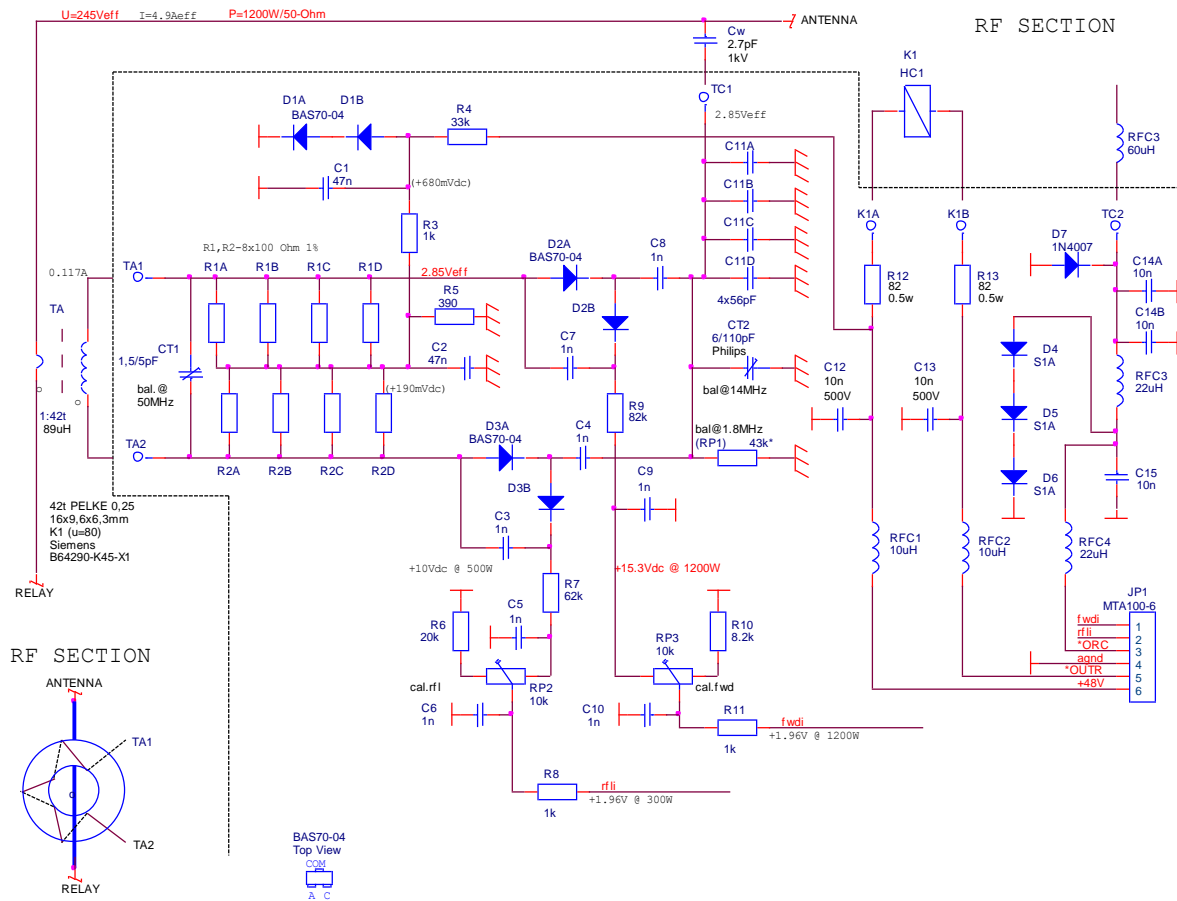 U=245Veff I=4.9Aeff P=1200W/50-Ohm
ANTENNA
RF SECTION
Cw
2.7pF
1kV
K1
HC1
TC1
2.85Veff
D1A D1B
BAS70-04
R4
33k
RFC3
60uH
C1
47n
(+680mVdc)
C11A
C11B
C11C
C11D
4x56pF
R3
1k
K1A
K1B
TC2
D7
1N4007
C14A
10n
C14B
10n
R1,R2-8x100 Ohm 1%
0.117A
TA1
R1A R1B R1C R1D
2.85Veff
D2A
BAS70-04
C8
1n
R12
82
0.5w
R13
82
0.5w
TA
R5
390
D2B
CT1
1,5/5pF
C2
47n
C7
1n
CT2
6/110pF
Philips
D4
S1A
RFC3
22uH
bal.@
50MHz
(+190mVdc)
bal@14MHz
C12
10n
500V
C13
10n
500V
1:42t
89uH
R9
82k
D5
S1A
TA2
R2A R2B R2C R2D
D3A
BAS70-04
C4
1n
bal@1.8MHz
(RP1) 43k*
D6
S1A
C15
10n
D3B
C9
1n
42t PELKE 0,25
16x9,6x6,3mm
K1 (u=80)
Siemens
B64290-K45-X1
C3
1n
RFC1
10uH
RFC2
10uH
RFC4
22uH
RELAY
+10Vdc @ 500W
+15.3Vdc @ 1200W
R7
62k
JP1
MTA100-6
R6
20k
C5
1n
R10
8.2k
RP3
10k
fwdi 1
rfli 2
*ORC 3
agnd 4
*OUTR 5
+48V 6
RF SECTION
ANTENNA
cal.rfl
RP2
10k
cal.fwd
C6
1n
C10
1n
R11
1k
fwdi
+1.96V @ 1200W
TA1
R8
1k
rfli
+1.96V @ 300W
TA2
RELAY
BAS70-04
Top View
COM
A C